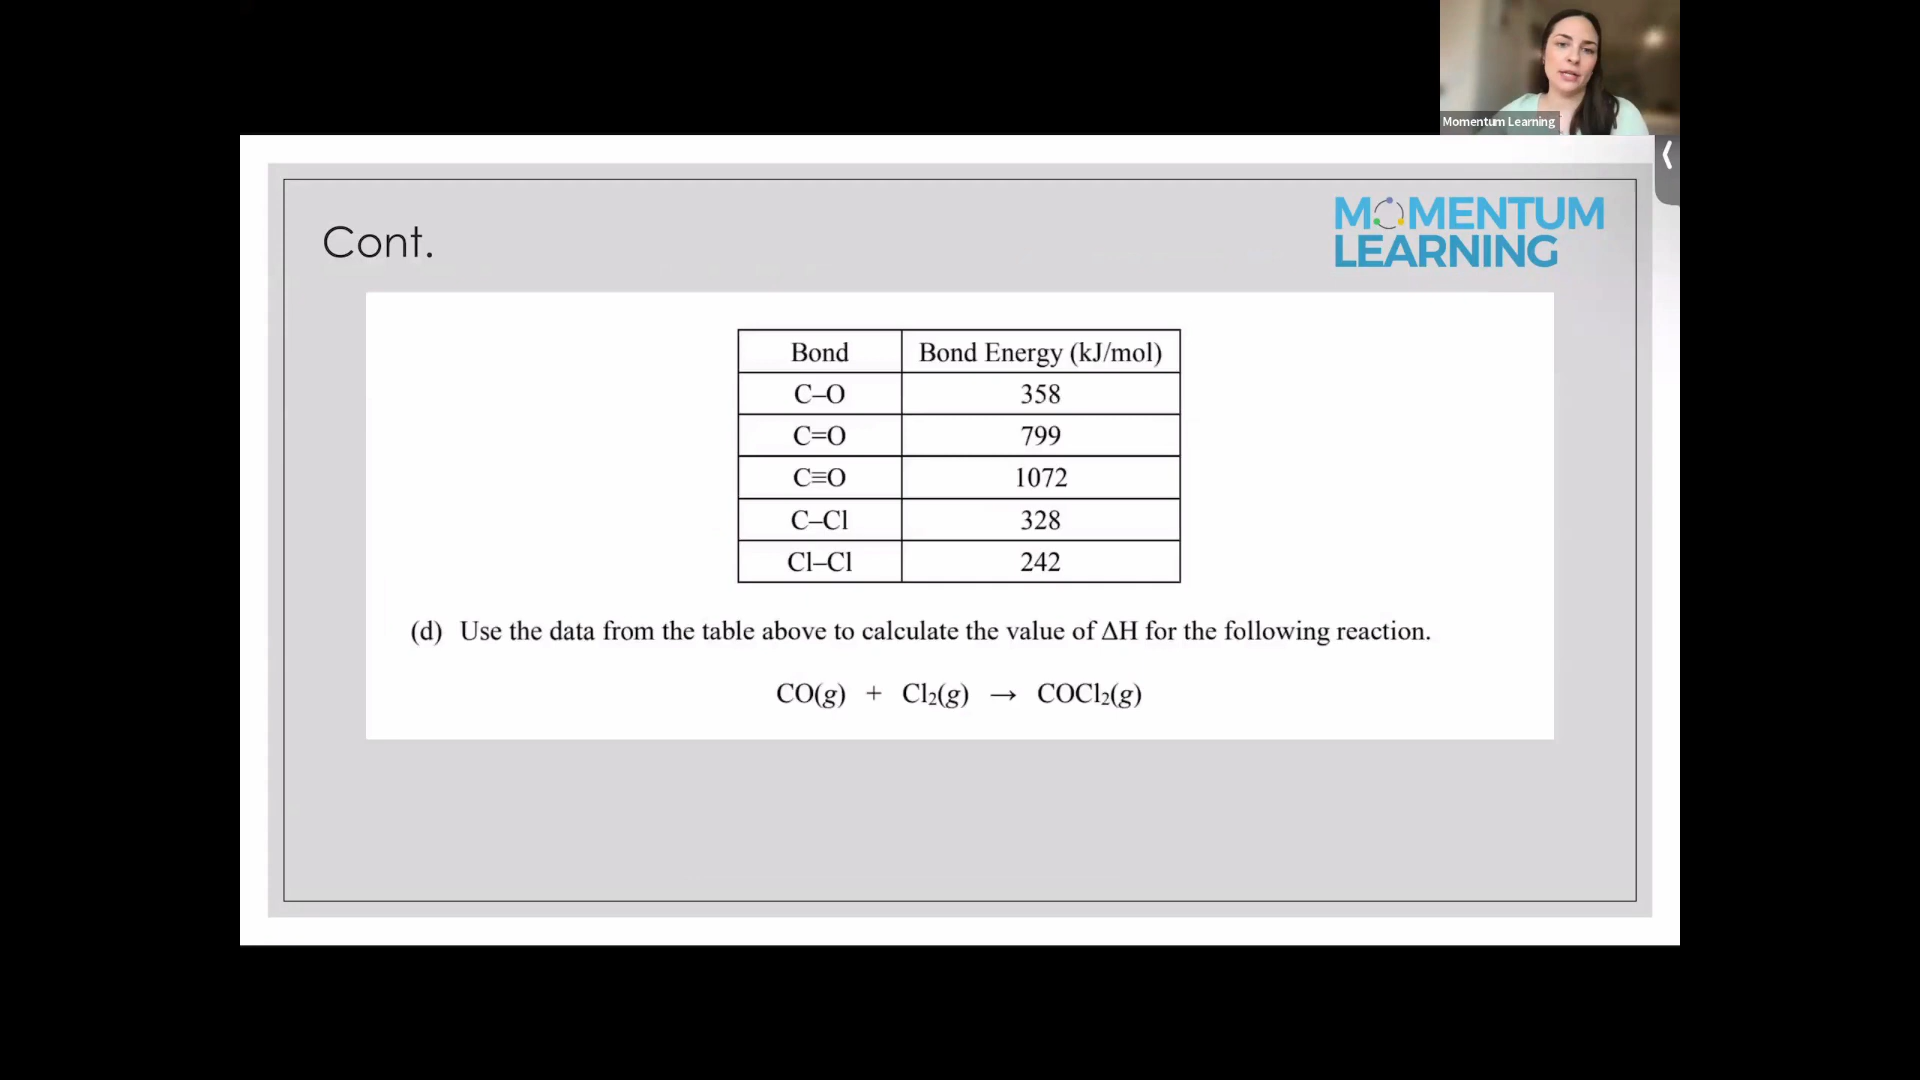 Momentum Learning
MOMENTUM
LEARNING
Cont.
Bond Bond Energy (kJ/mol)
C–O 358
C=O 799
C≡O 1072
C–Cl 328
Cl–Cl 242
(d) Use the data from the table above to calculate the value of ΔH for the following reaction.
CO(g) + Cl₂(g) → COCl₂(g)